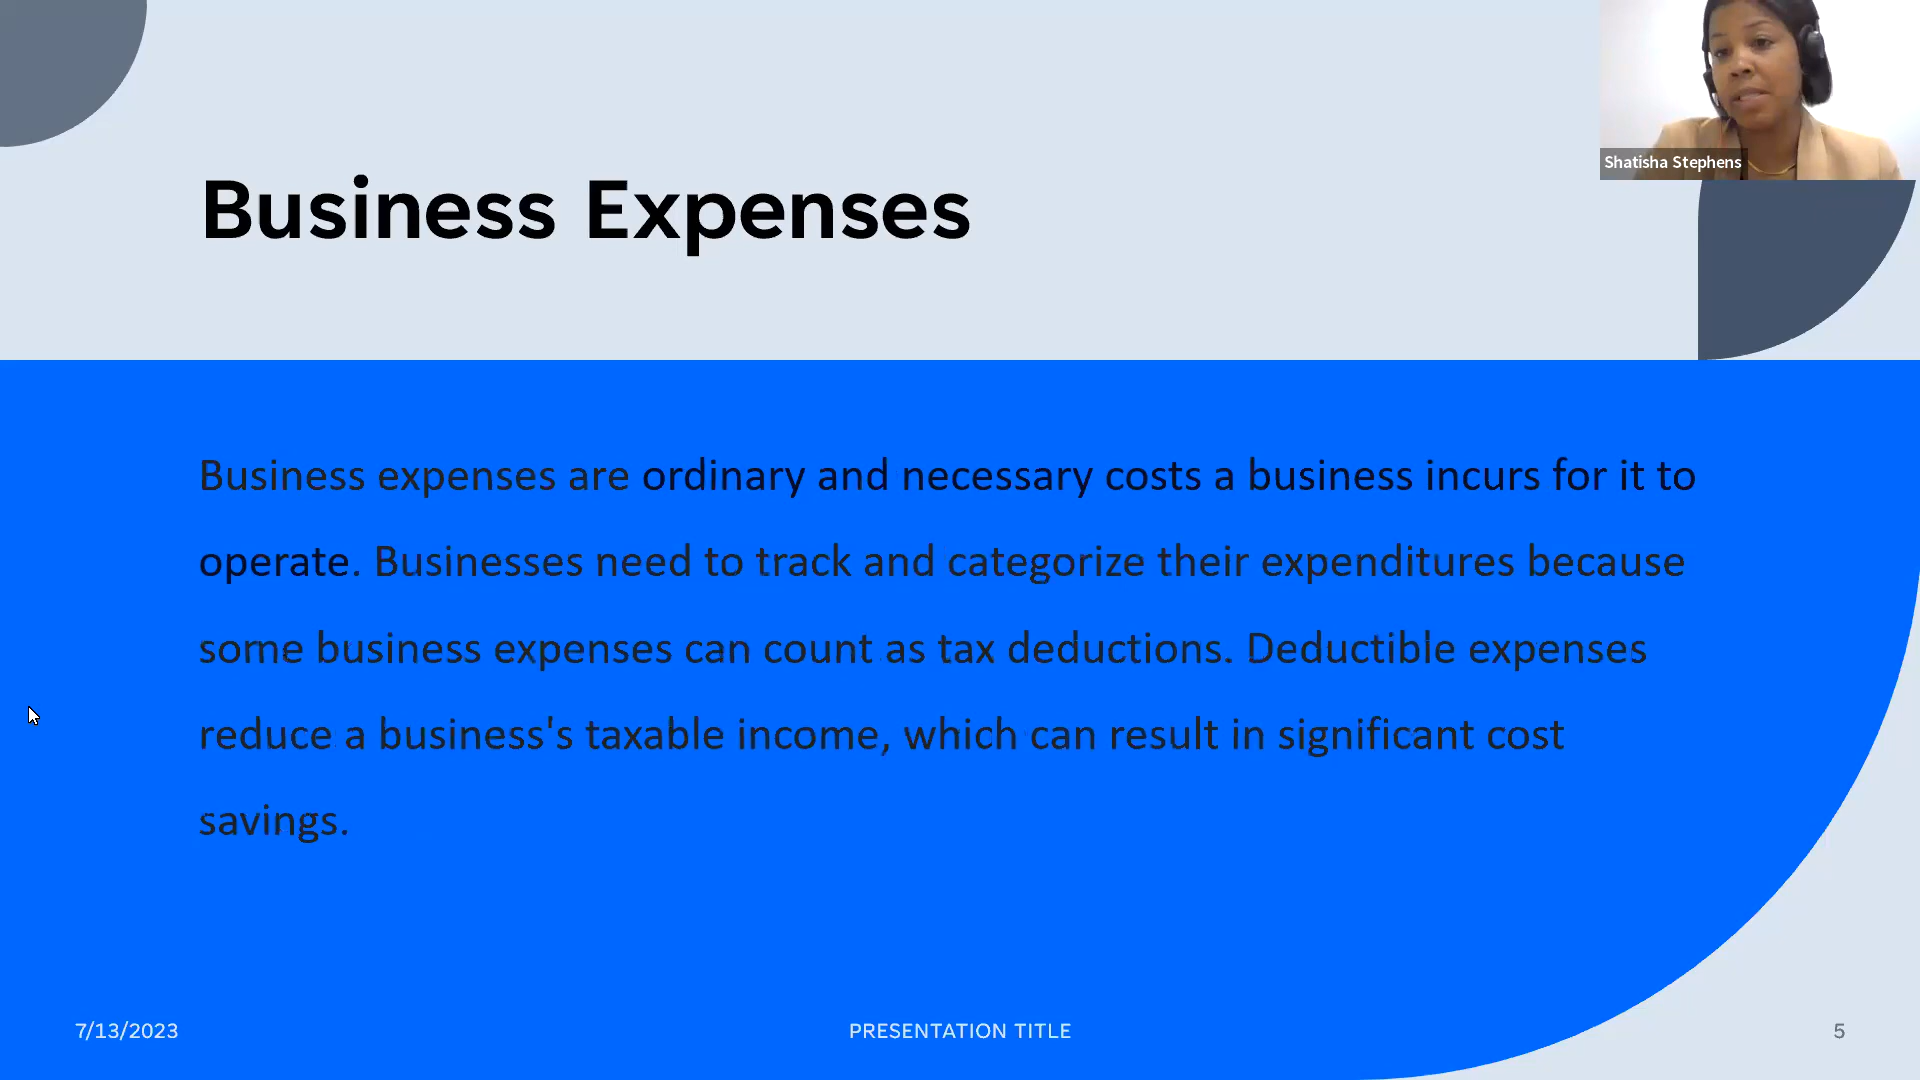 Shatisha Stephens
Business Expenses
Business expenses are ordinary and necessary costs a business incurs for it to
operate. Businesses need to track and categorize their expenditures because
some business expenses can count as tax deductions. Deductible expenses
reduce a business's taxable income, which can result in significant cost
savings.
7/13/2023
PRESENTATION TITLE
5